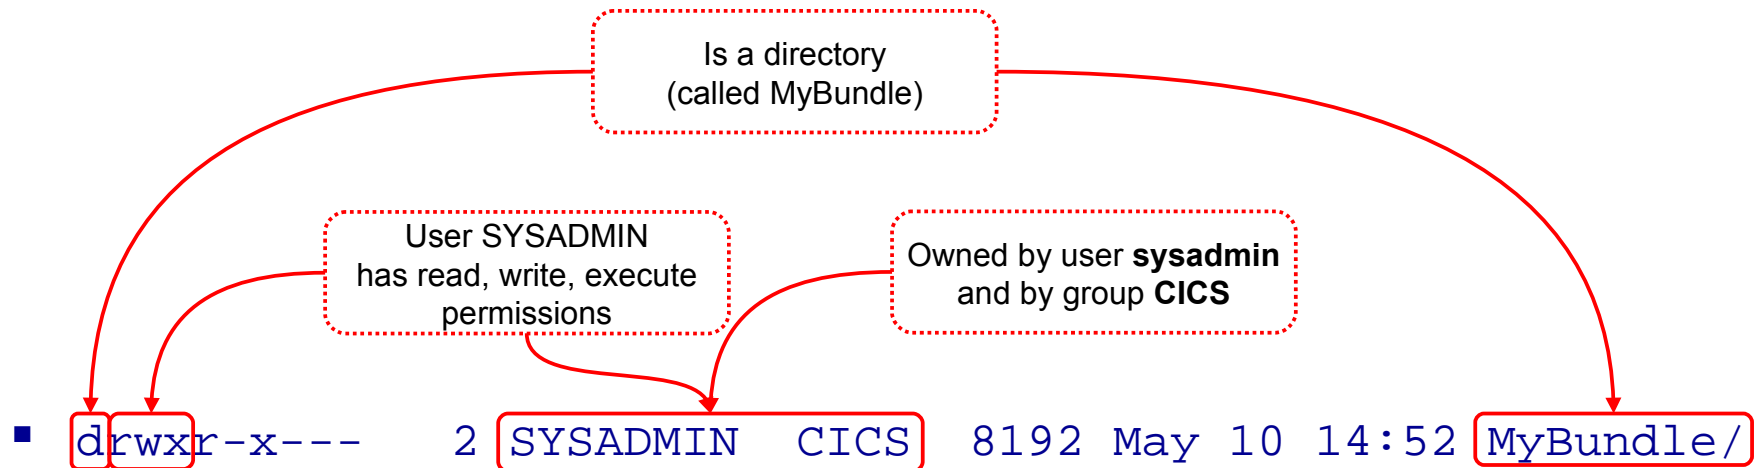 Is a directory
(called MyBundle)
User SYSADMIN
has read, write, execute
permissions
Owned by user sysadmin
and by group CICS
▪ drwxr-x--- 2 SYSADMIN CICS 8192 May 10 14:52 MyBundle/